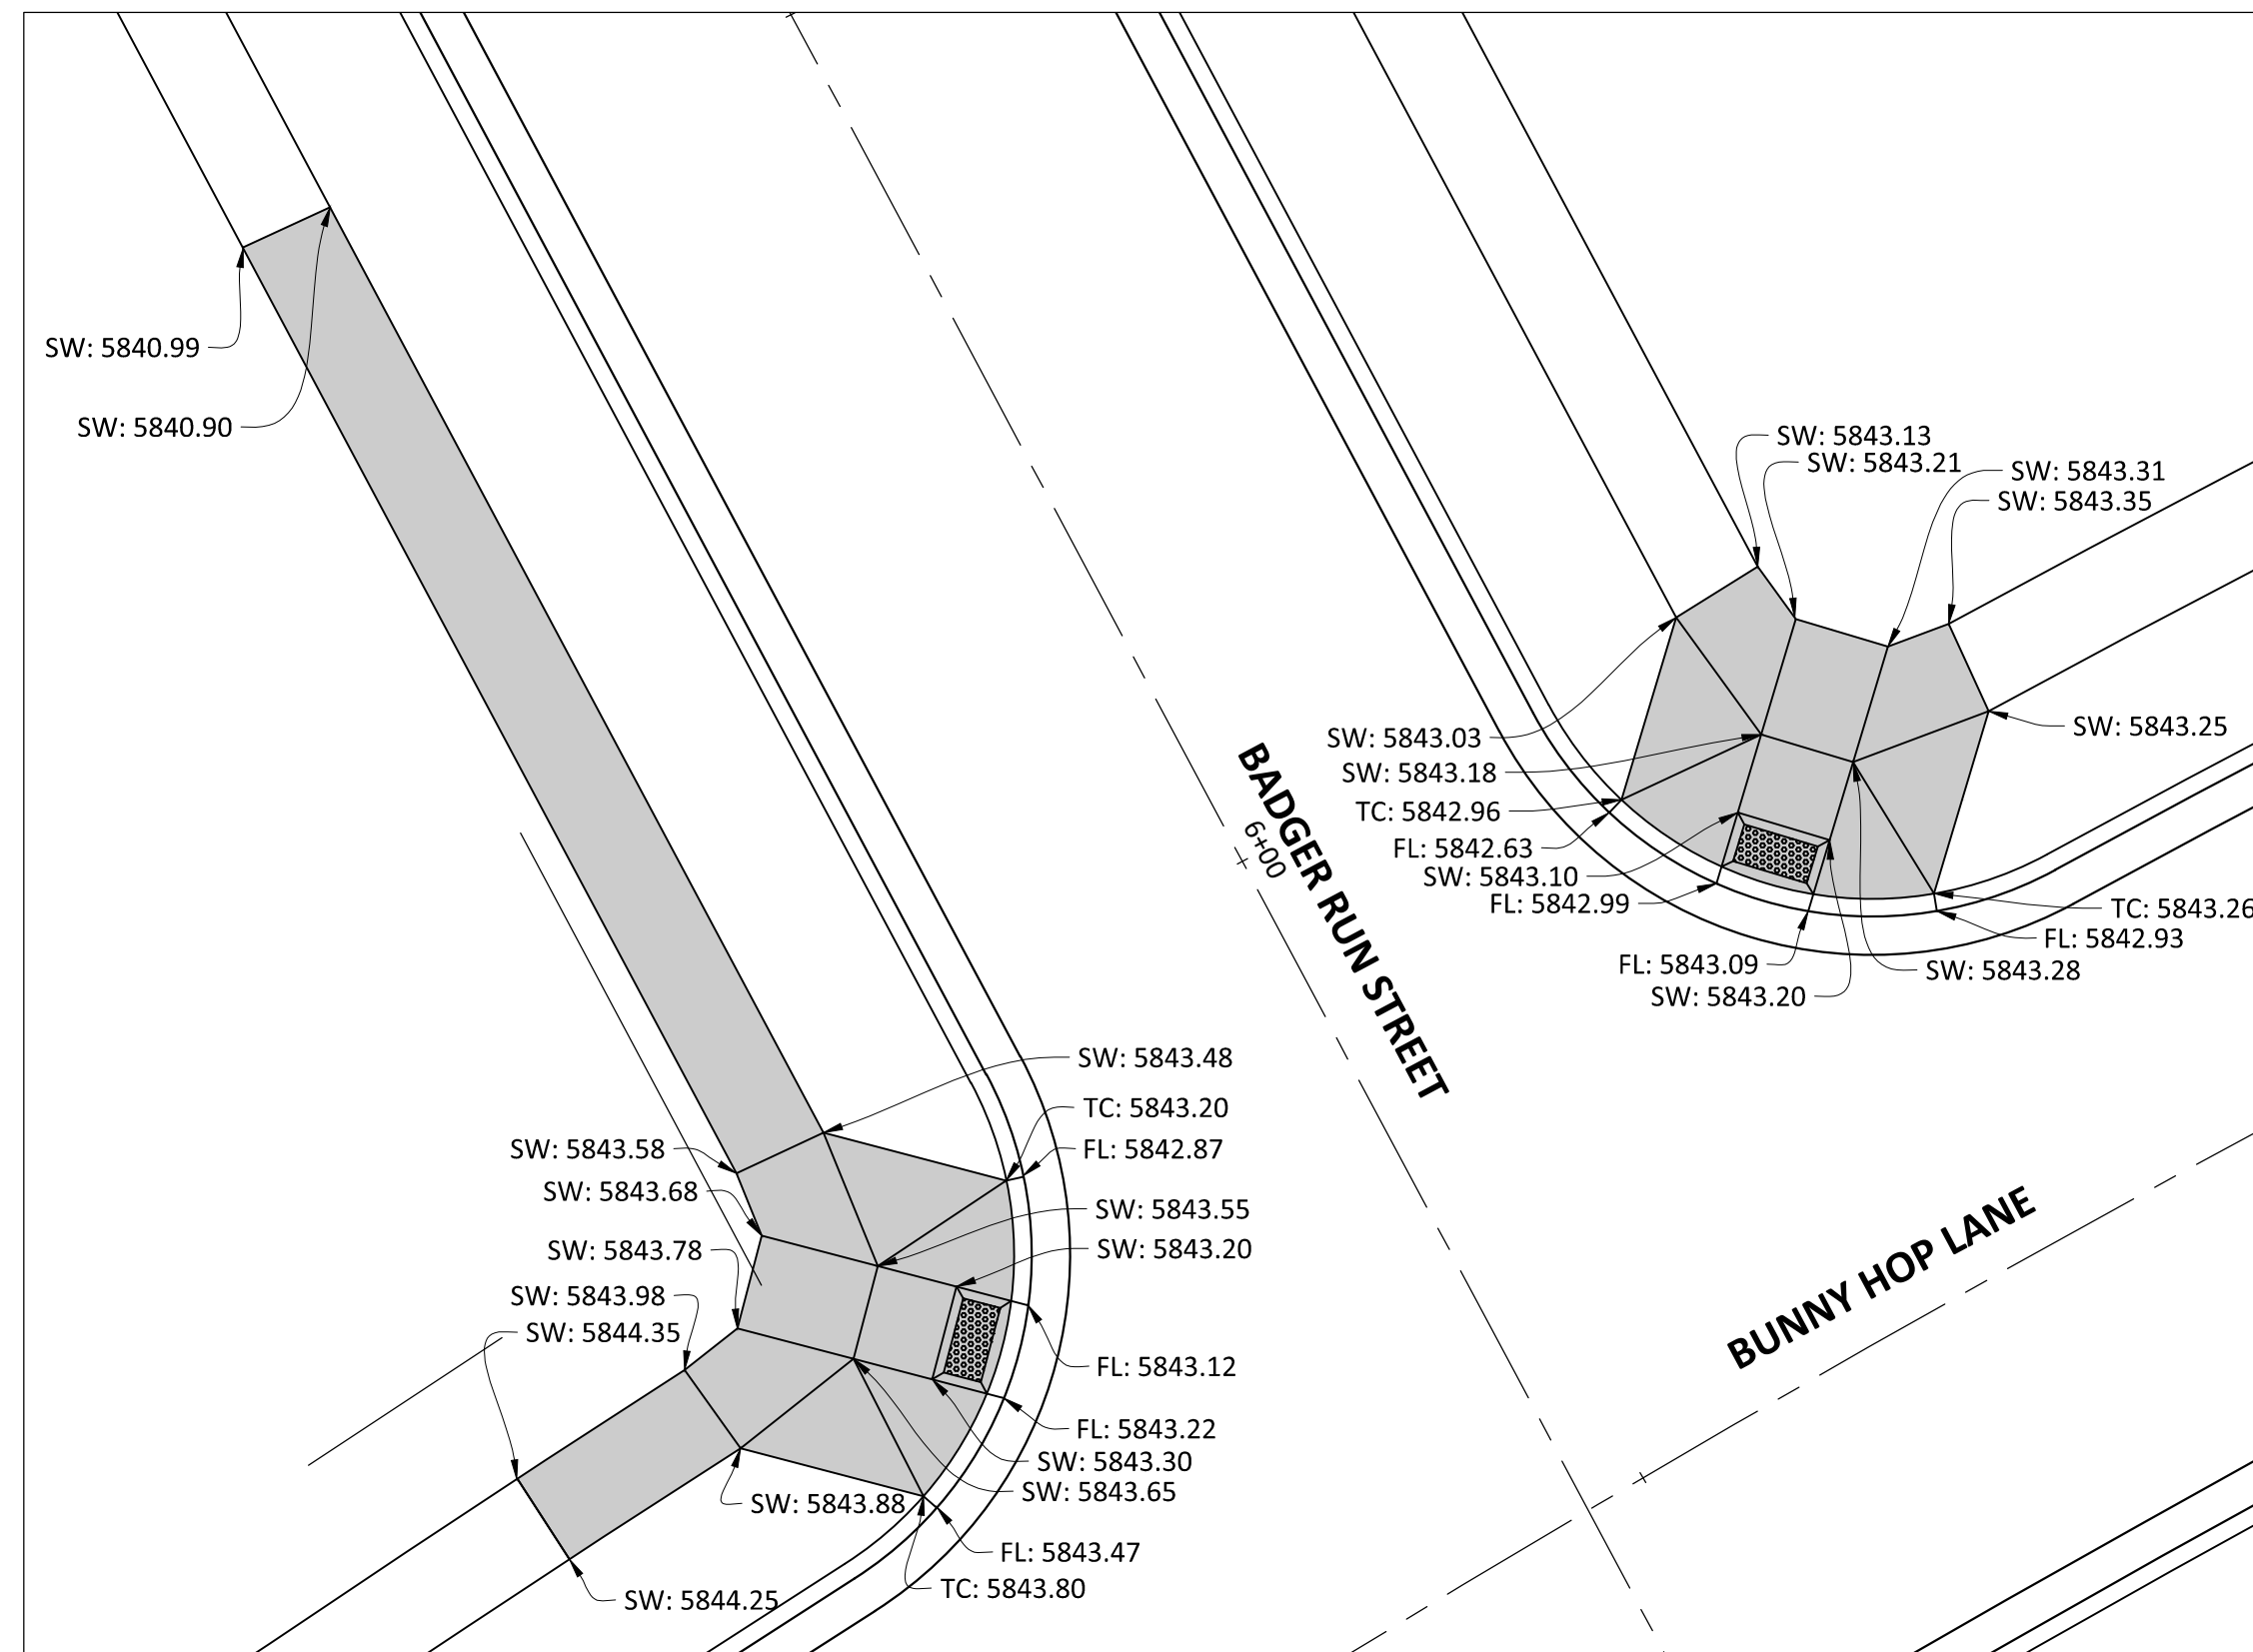 SW: 5840.99
SW: 5840.90
SW: 5843.13
SW: 5843.21
SW: 5843.31
SW: 5843.35
SW: 5843.25
SW: 5843.03
SW: 5843.18
TC: 5842.96
FL: 5842.63
SW: 5843.10
FL: 5842.99
TC: 5843.26
FL: 5842.93
SW: 5843.28
FL: 5843.09
SW: 5843.20
BADGER RUN STREET
6+00
BUNNY HOP LANE
SW: 5843.48
TC: 5843.20
FL: 5842.87
SW: 5843.58
SW: 5843.68
SW: 5843.55
SW: 5843.20
SW: 5843.78
SW: 5843.98
SW: 5844.35
FL: 5843.12
FL: 5843.22
SW: 5843.30
SW: 5843.65
SW: 5843.88
FL: 5843.47
TC: 5843.80
SW: 5844.25